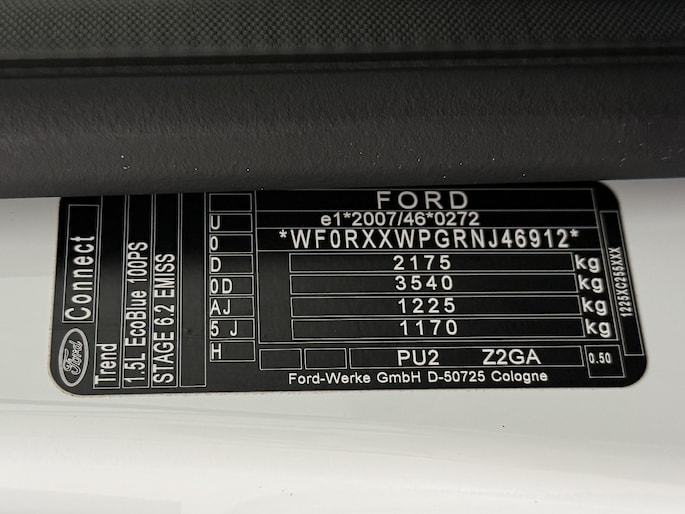 FORD
e1*2007/46*0272
*WF0RXXWPGRNJ46912*
2175 kg
3540 kg
1225 kg
1170 kg
PU2 Z2GA
0.50
Ford-Werke GmbH D-50725 Cologne
U
0
D
0D
AJ
5 J
H
Ford
Connect
Trend
1.5L EcoBlue 100PS
STAGE 6.2 EMISS
1225XC255XXX